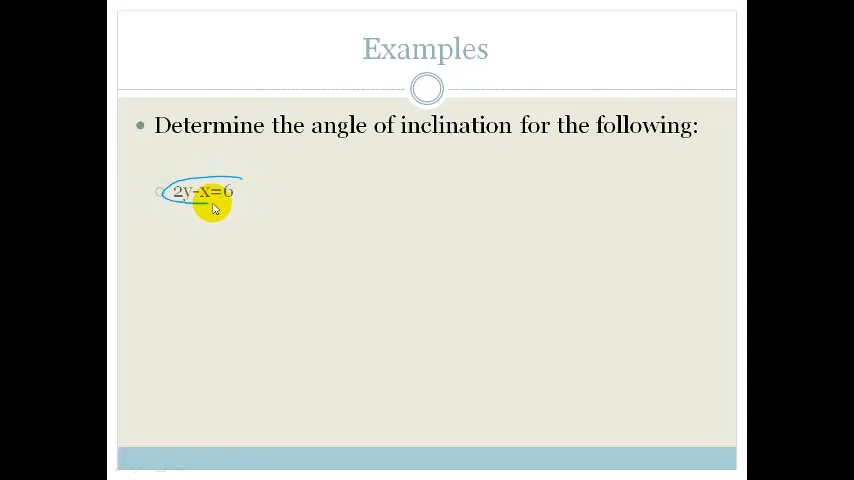 Examples
Determine the angle of inclination for the following:
2y-x=6